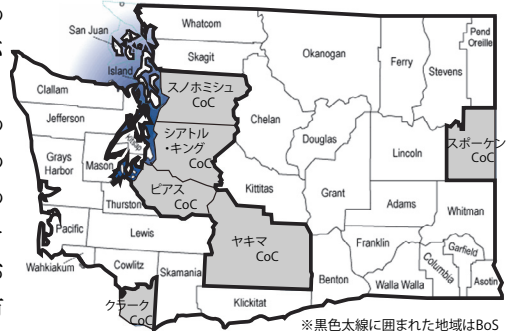 Whatcom
San Juan
Skagit
Island
Okanogan
Ferry
Stevens
Pend
Oreille
Clallam
スノホミシュ
CoC
Chelan
Jefferson
シアトル
・キング
CoC
Douglas
Lincoln
スポーケン
CoC
Grays
Harbor
Mason
Kitsap
ピアス
CoC
Kittitas
Grant
Adams
Whitman
Thurston
Pacific
Lewis
ヤキマ
CoC
Franklin
Garfield
Columbia
Asotin
Wahkiakum
Cowlitz
Skamania
Benton
Walla Walla
クラーク
CoC
Klickitat
※黒色太線に囲まれた地域はBoS